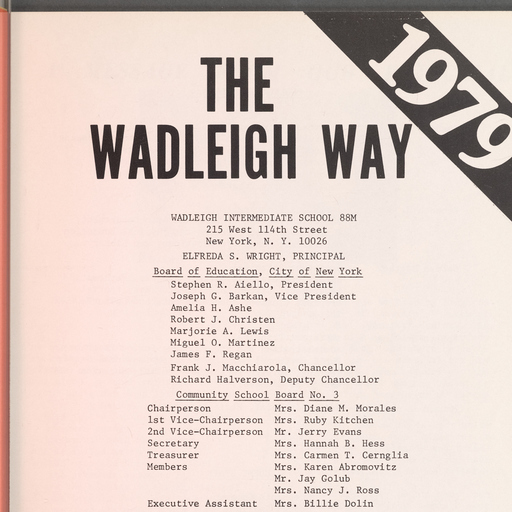 1979
THE
WADLEIGH WAY
WADLEIGH INTERMEDIATE SCHOOL 88M
215 West 114th Street
New York, N. Y. 10026
ELFREDA S. WRIGHT, PRINCIPAL
Board of Education, City of New York
Stephen R. Aiello, President
Joseph G. Barkan, Vice President
Amelia H. Ashe
Robert J. Christen
Marjorie A. Lewis
Miguel O. Martinez
James F. Regan
Frank J. Macchiarola, Chancellor
Richard Halverson, Deputy Chancellor
Community School Board No. 3
Chairperson Mrs. Diane M. Morales
1st Vice-Chairperson Mrs. Ruby Kitchen
2nd Vice-Chairperson Mr. Jerry Evans
Secretary Mrs. Hannah B. Hess
Treasurer Mrs. Carmen T. Cernglia
Members Mrs. Karen Abromovitz
Mr. Jay Golub
Mrs. Nancy J. Ross
Executive Assistant Mrs. Billie Dolin